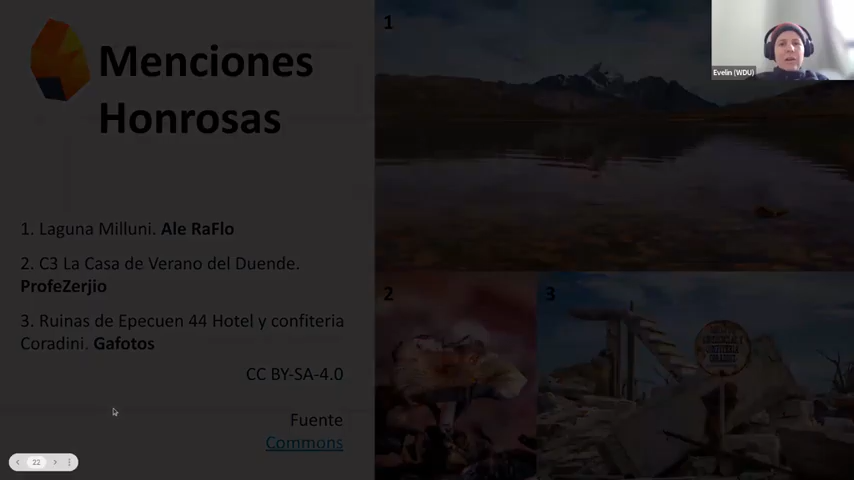 Menciones
Honrosas
1. Laguna Milluni. Ale RaFlo
2. C3 La Casa de Verano del Duende.
ProfeZerjio
3. Ruinas de Epecuen 44 Hotel y confiteria
Coradini. Gafotos
CC BY-SA-4.0
Fuente
Commons
22
1
Evelin (WDU)
2
3